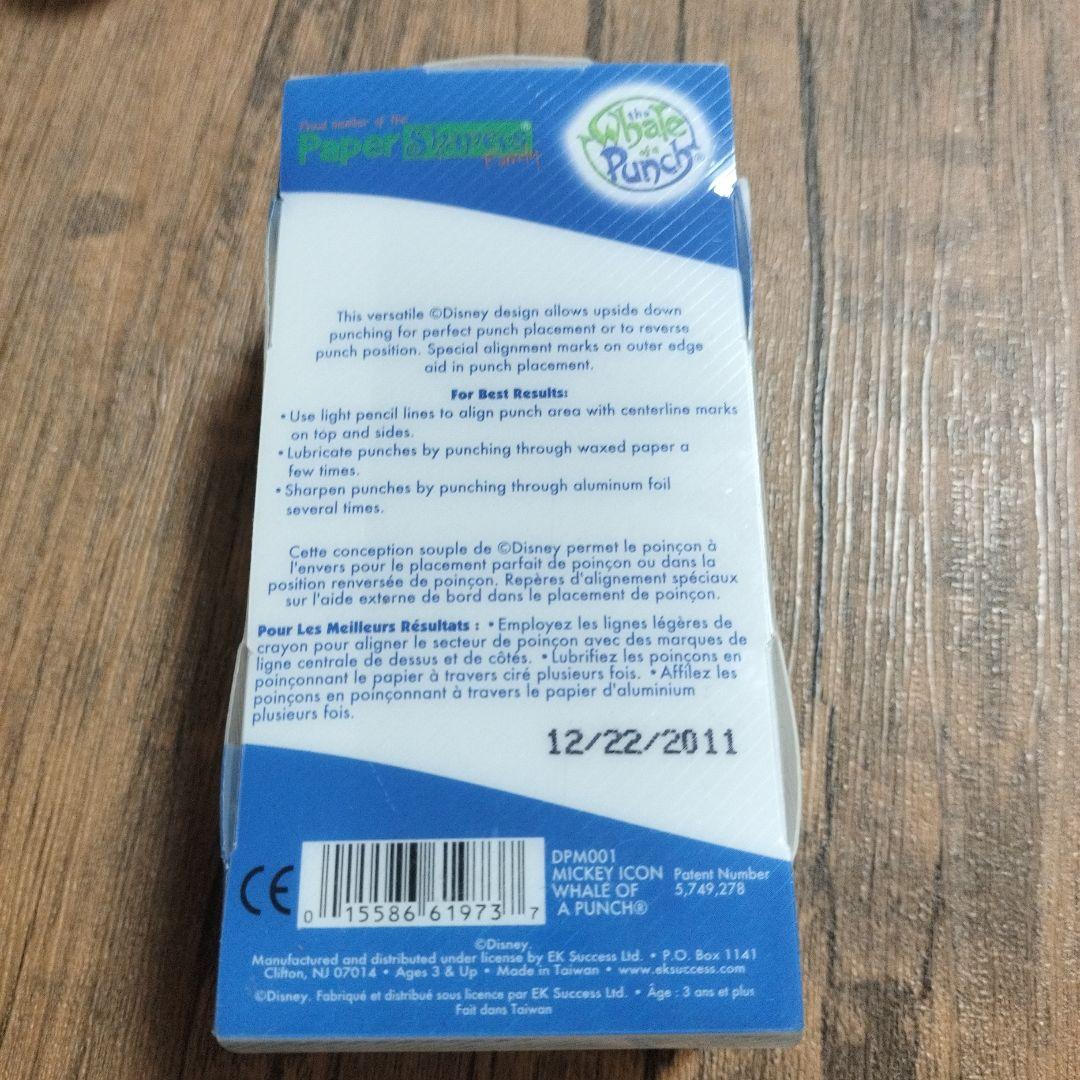 Proud member of the
Paper Shapers® Family
the
Whale
of a
Punch®
This versatile ©Disney design allows upside down
punching for perfect punch placement or to reverse
punch position. Special alignment marks on outer edge
aid in punch placement.
For Best Results:
• Use light pencil lines to align punch area with centerline marks
on top and sides.
• Lubricate punches by punching through waxed paper a
few times.
• Sharpen punches by punching through aluminum foil
several times.
Cette conception souple de ©Disney permet le poinçon à
l'envers pour le placement parfait de poinçon ou dans la
position renversée de poinçon. Repères d'alignement spéciaux
sur l'aide externe de bord dans le placement de poinçon.
Pour Les Meilleurs Résultats : • Employez les lignes légères de
crayon pour aligner le secteur de poinçon avec des marques de
ligne centrale de dessus et de côtés. • Lubrifiez les poinçons en
poinçonnant le papier à travers ciré plusieurs fois. • Affilez les
poinçons en poinçonnant à travers le papier d'aluminium
plusieurs fois.
12/22/2011
CE
0 15586 61973 7
DPM001
MICKEY ICON
WHALE OF
A PUNCH®
Patent Number
5,749,278
©Disney.
Manufactured and distributed under license by EK Success Ltd. • P.O. Box 1141
Clifton, NJ 07014 • Ages 3 & Up • Made in Taiwan • www.eksuccess.com
©Disney. Fabriqué et distribué sous licence par EK Success Ltd. • Âge : 3 ans et plus
Fait dans Taiwan